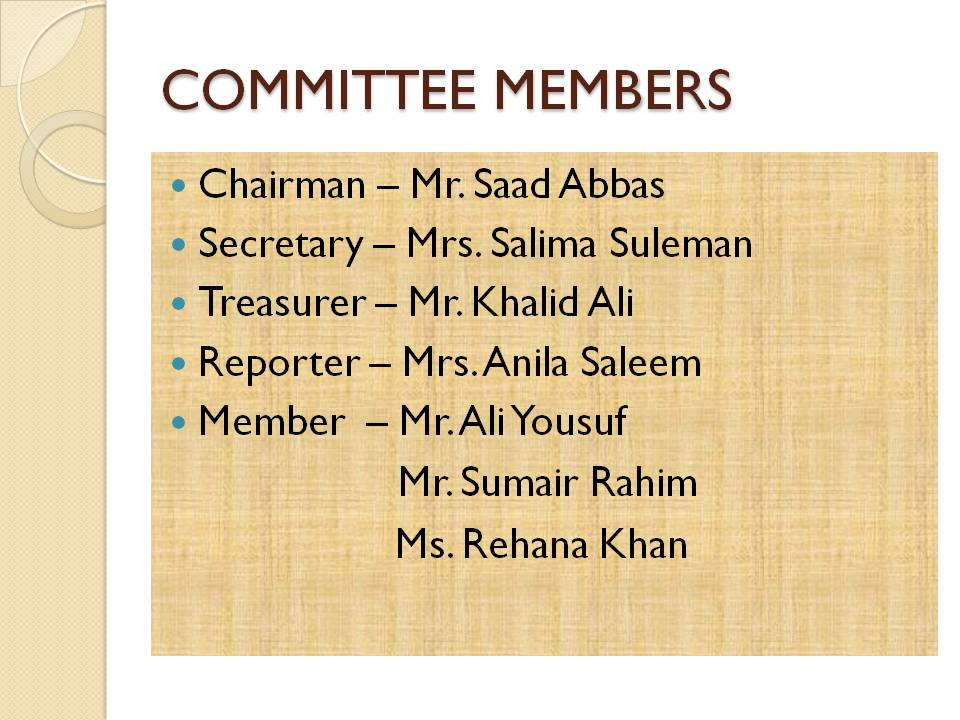 COMMITTEE MEMBERS
• Chairman – Mr. Saad Abbas
• Secretary – Mrs. Salima Suleman
• Treasurer – Mr. Khalid Ali
• Reporter – Mrs. Anila Saleem
• Member – Mr. Ali Yousuf
Mr. Sumair Rahim
Ms. Rehana Khan